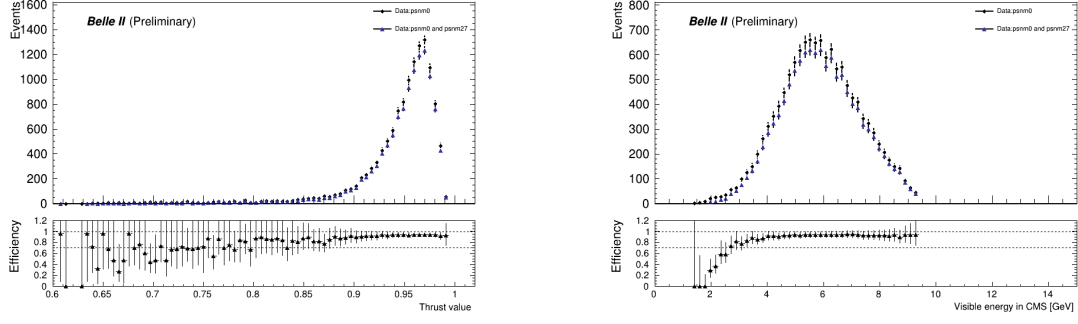 Events
1600
1400
1200
1000
800
600
400
200
0
Belle II (Preliminary)
Data:psnm0
Data:psnm0 and psnm27
Efficiency
1.2
1
0.8
0.6
0.4
0.2
0
0.6 0.65 0.7 0.75 0.8 0.85 0.9 0.95 1
Thrust value
Events
800
700
600
500
400
300
200
100
0
Belle II (Preliminary)
Data:psnm0
Data:psnm0 and psnm27
Efficiency
1.2
1
0.8
0.6
0.4
0.2
0
0 2 4 6 8 10 12 14
Visible energy in CMS [GeV]